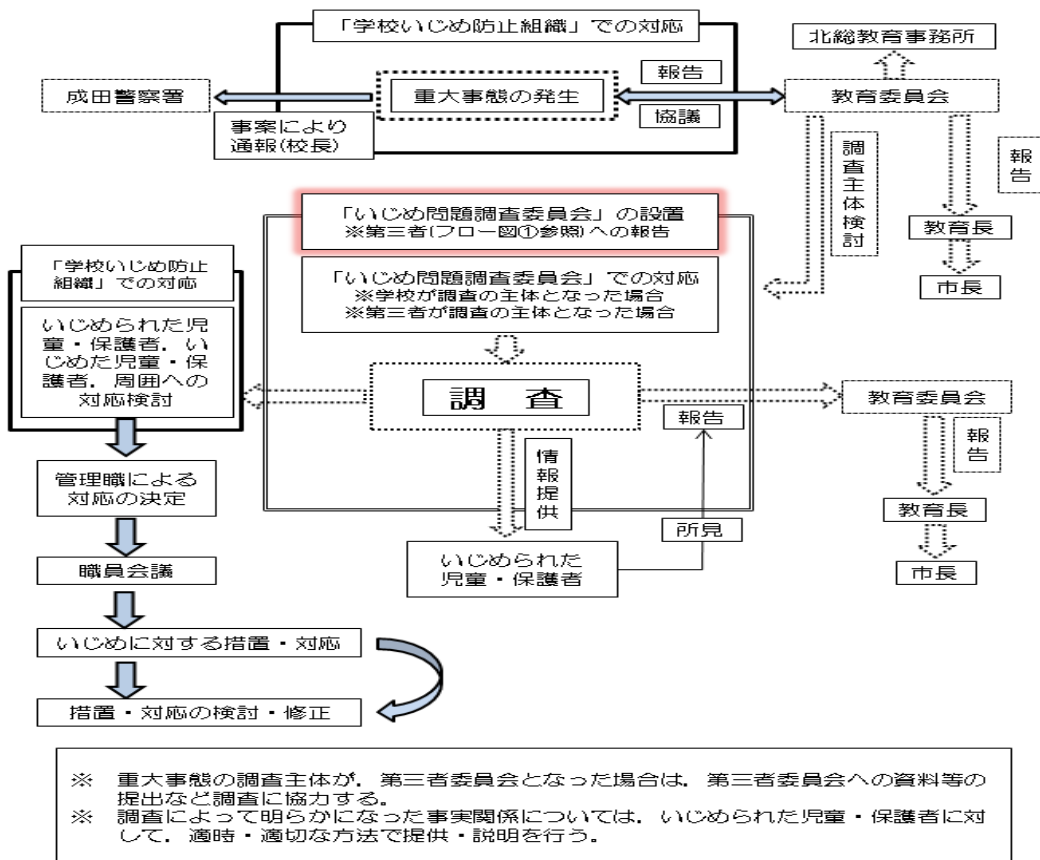 「学校いじめ防止組織」での対応
北総教育事務所
成田警察署
重大事態の発生
報告
協議
教育委員会
事案により
通報(校長)
調査主体検討
報告
教育長
市長
「いじめ問題調査委員会」の設置
※第三者(フロー図①参照)への報告
「いじめ問題調査委員会」での対応
※学校が調査の主体となった場合
※第三者が調査の主体となった場合
「学校いじめ防止
組織」での対応
いじめられた児
童・保護者，い
じめた児童・保
護者，周囲への
対応検討
調　査
教育委員会
報告
報告
情報提供
所見
教育長
市長
いじめられた
児童・保護者
管理職による
対応の決定
職員会議
いじめに対する措置・対応
措置・対応の検討・修正
※　重大事態の調査主体が，第三者委員会となった場合は，第三者委員会への資料等の
提出など調査に協力する。
※　調査によって明らかになった事実関係については，いじめられた児童・保護者に対
して，適時・適切な方法で提供・説明を行う。